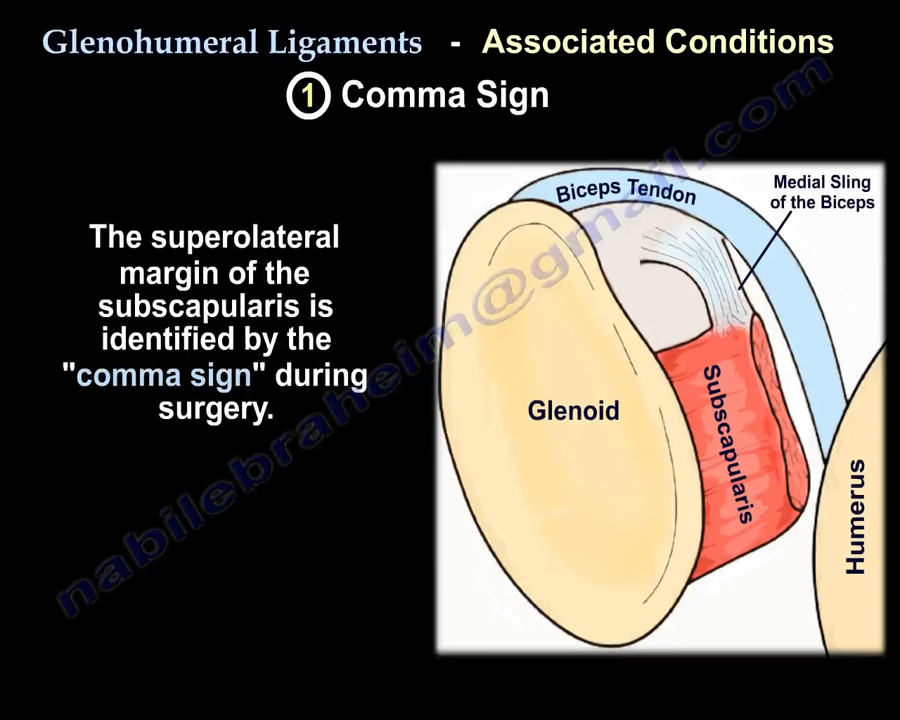 Glenohumeral Ligaments - Associated Conditions
1 Comma Sign
The superolateral
margin of the
subscapularis is
identified by the
"comma sign" during
surgery.
Biceps Tendon
Medial Sling
of the Biceps
Glenoid
Subscapularis
Humerus
nabilebraheim@gmail.com